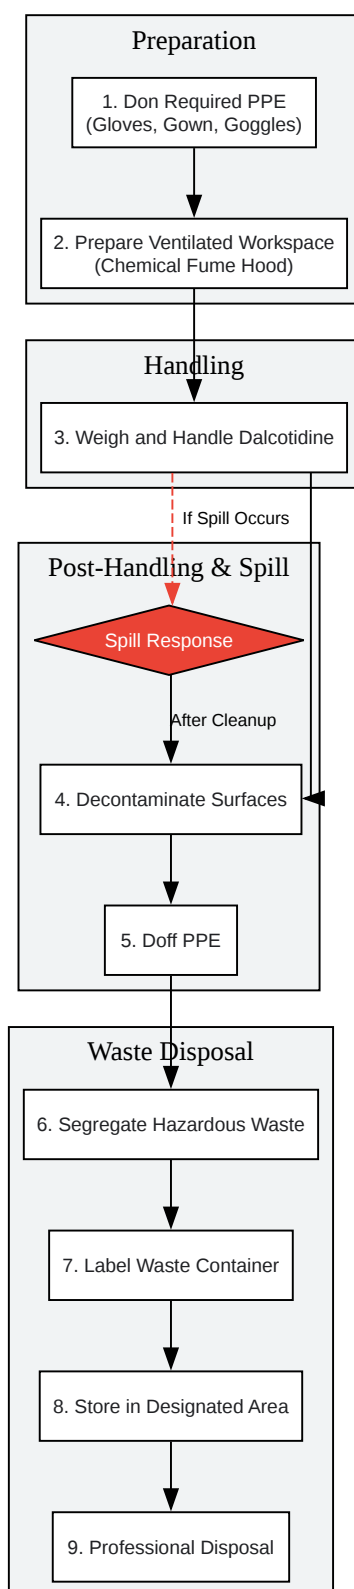 Preparation
1. Don Required PPE
(Gloves, Gown, Goggles)
2. Prepare Ventilated Workspace
(Chemical Fume Hood)
Handling
3. Weigh and Handle Dalcotidine
If Spill Occurs
Post-Handling & Spill
Spill Response
After Cleanup
4. Decontaminate Surfaces
5. Doff PPE
Waste Disposal
6. Segregate Hazardous Waste
7. Label Waste Container
8. Store in Designated Area
9. Professional Disposal